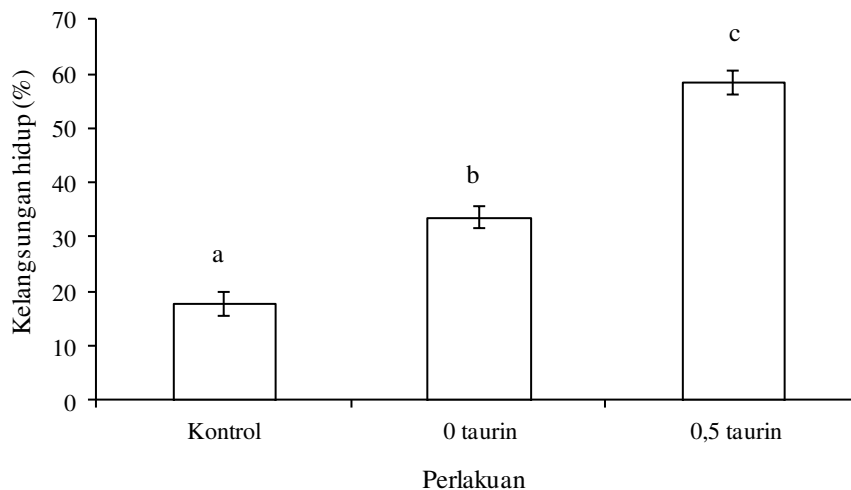 Kelangsungan hidup (%)
70
60
50
40
30
20
10
0
a
b
c
Kontrol
0 taurin
0,5 taurin
Perlakuan